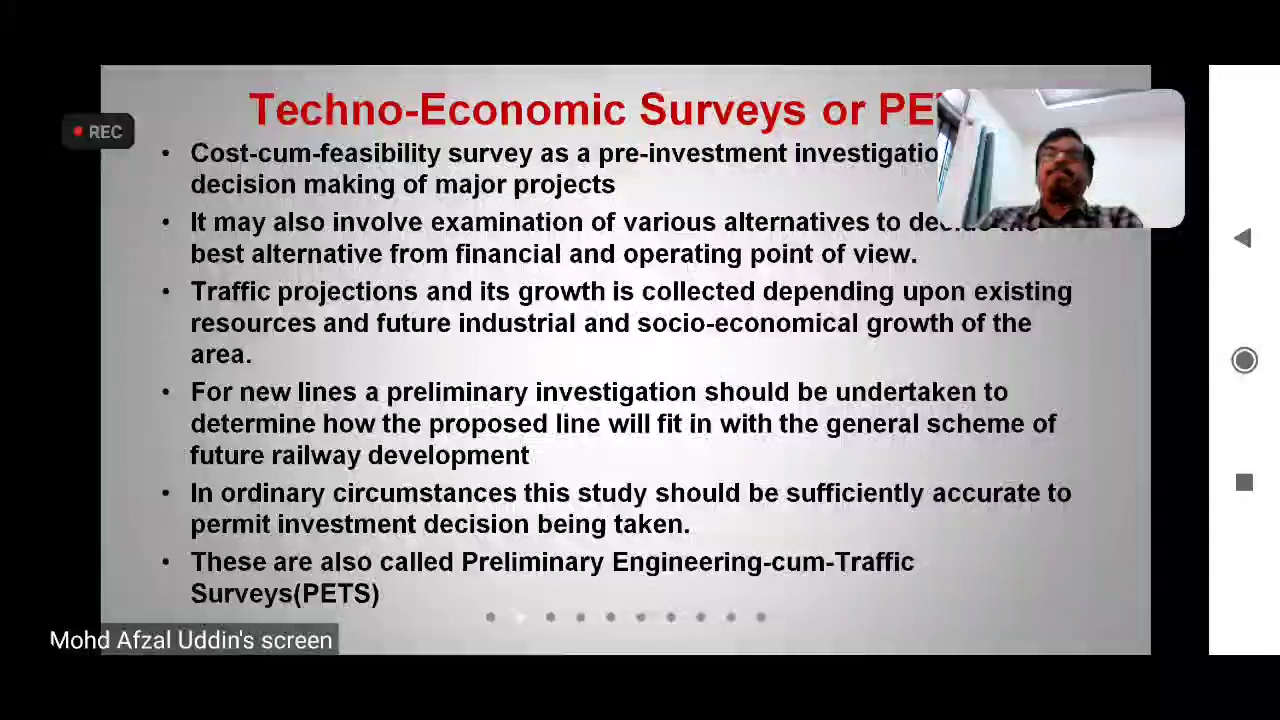 Techno-Economic Surveys or PE
REC
Cost-cum-feasibility survey as a pre-investment
decision making of major projects
It may also involve examination of various alternatives to
best alternative from financial and operating point of view.
Traffic projections and its growth is collected depending upon existing
resources and future industrial and socio-economical growth of the
area.
For new lines a preliminary investigation should be undertaken to
determine how the proposed line will fit in with the general scheme of
future railway development
In ordinary circumstances this study should be sufficiently accurate to
permit investment decision being taken.
These are also called Preliminary Engineering-cum-Traffic
Surveys(PETS)
Mohd Afzal Uddin's screen